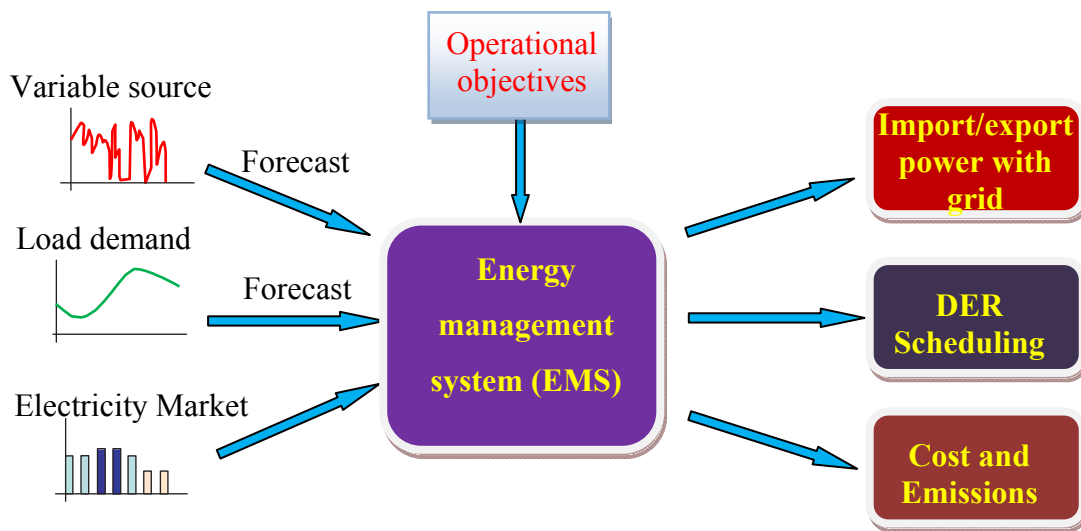 Operational
objectives
Variable source
Forecast
Load demand
Forecast
Electricity Market
Energy
management
system (EMS)
Import/export
power with
grid
DER
Scheduling
Cost and
Emissions